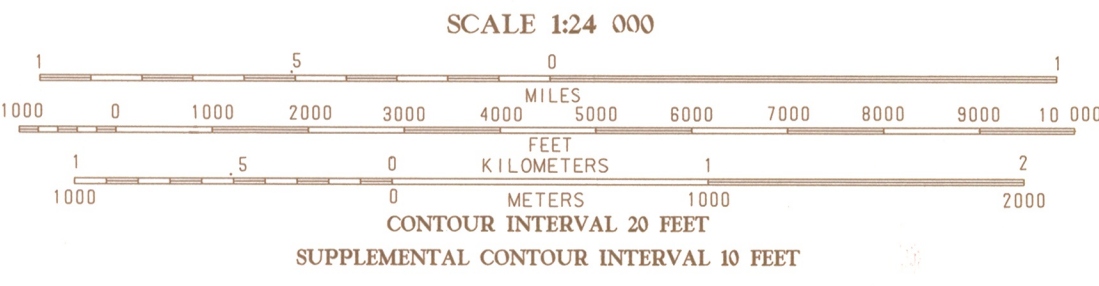 SCALE 1:24 000
1 .5 0 1
MILES
1000 0 1000 2000 3000 4000 5000 6000 7000 8000 9000 10 000
FEET
1 .5 0 KILOMETERS 1 2
1000 0 METERS 1000 2000
CONTOUR INTERVAL 20 FEET
SUPPLEMENTAL CONTOUR INTERVAL 10 FEET